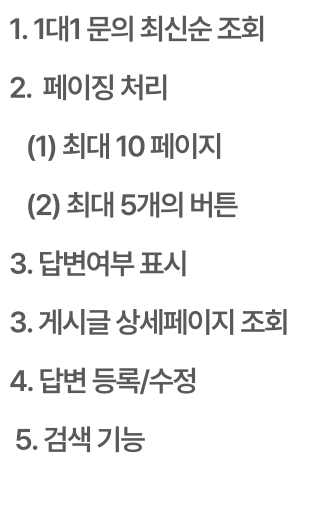 1. 1대1 문의 최신순 조회
2. 페이징 처리
(1) 최대 10 페이지
(2) 최대 5개의 버튼
3. 답변여부 표시
3. 게시글 상세페이지 조회
4. 답변 등록/수정
5. 검색 기능